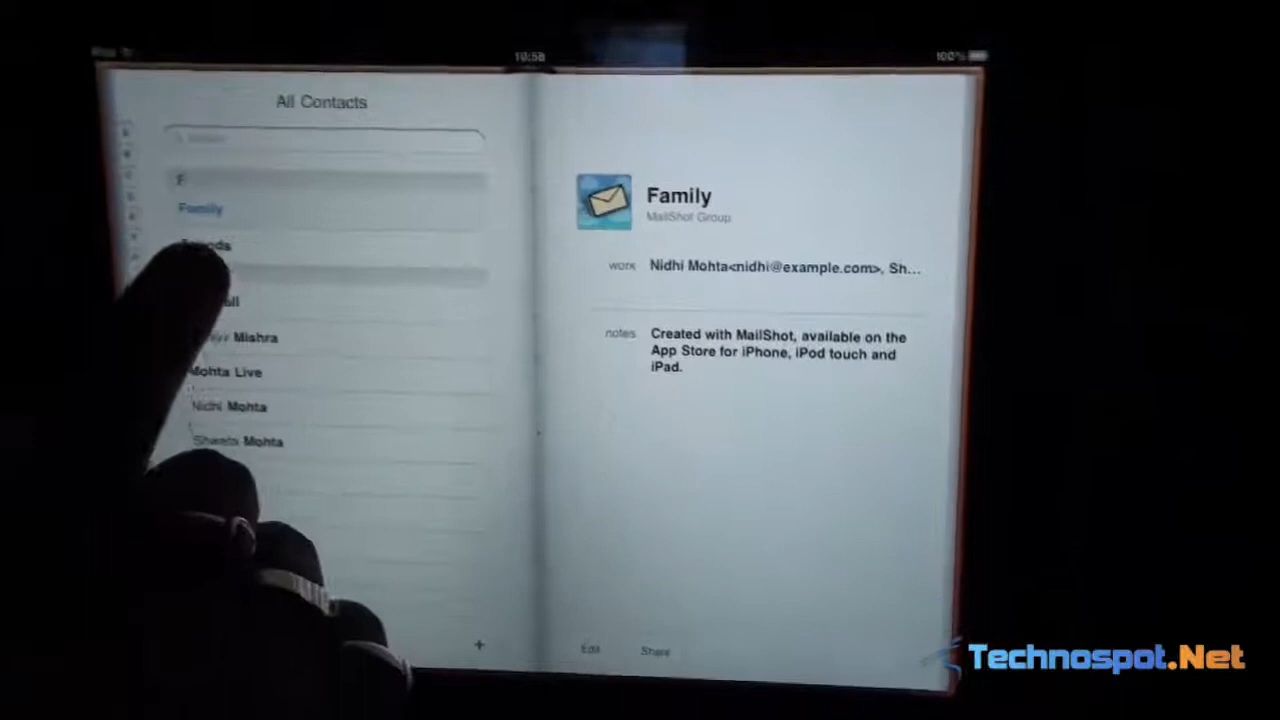 10:58
100%
All Contacts
F
Family
Mishra
Mohta Live
Nidhi Mohta
Shweta Mohta
+
Family
MailShot Group
work Nidhi Mohta<nidhi@example.com>, Sh...
notes Created with MailShot, available on the
App Store for iPhone, iPod touch and
iPad.
Edit Share
Technospot.Net